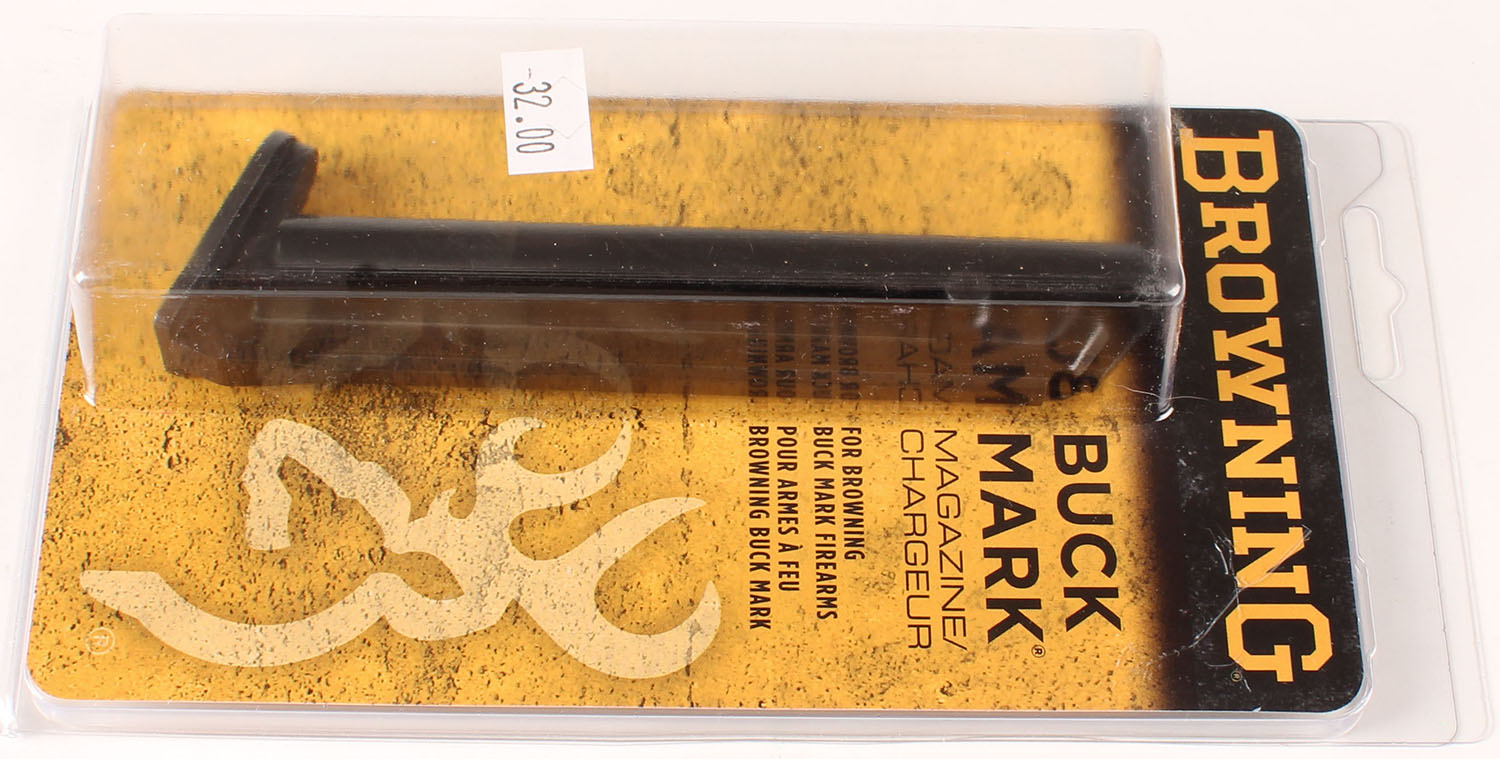 BROWNING®
BUCK
MARK®
MAGAZINE/
CHARGEUR
FOR BROWNING
BUCK MARK FIREARMS
POUR ARMES À FEU
BROWNING BUCK MARK
-32.00